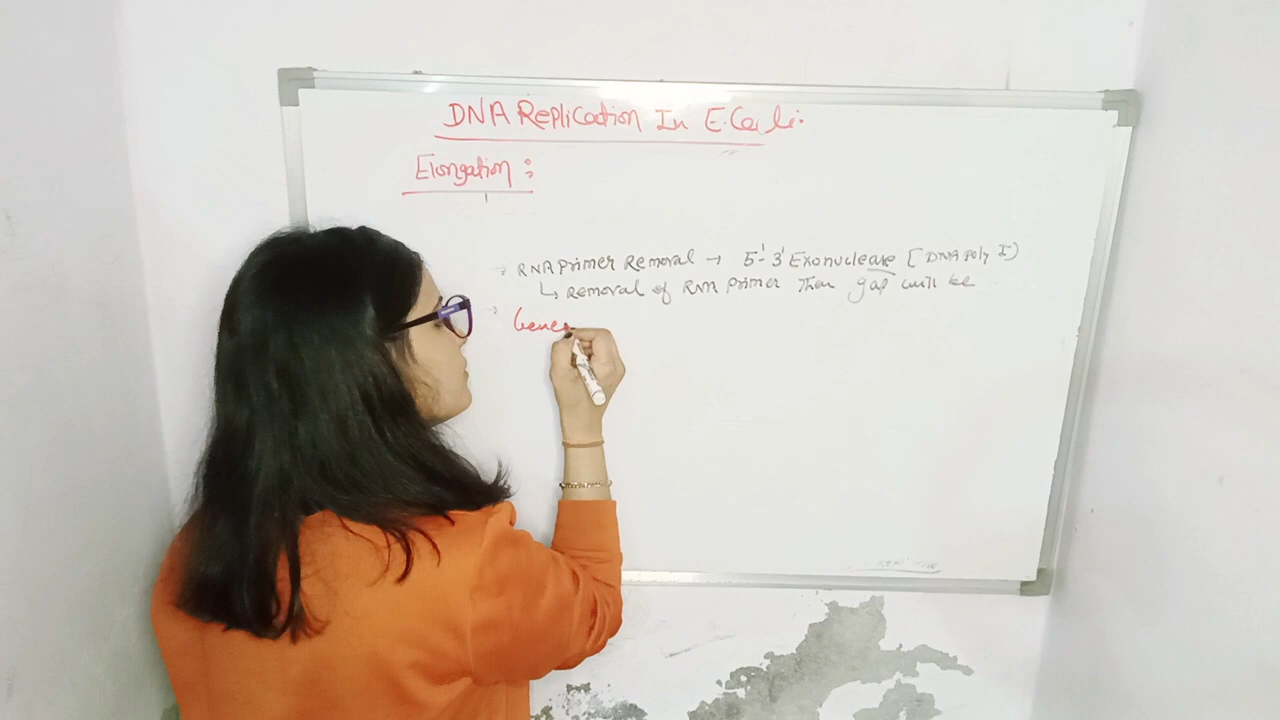 DNA Replication In E. Coli.
Elongation :
RNA Primer Removal → 5'-3' Exonuclease [DNA Poly I)
↳ Removal of RNA Primer Then gap will be
Gener